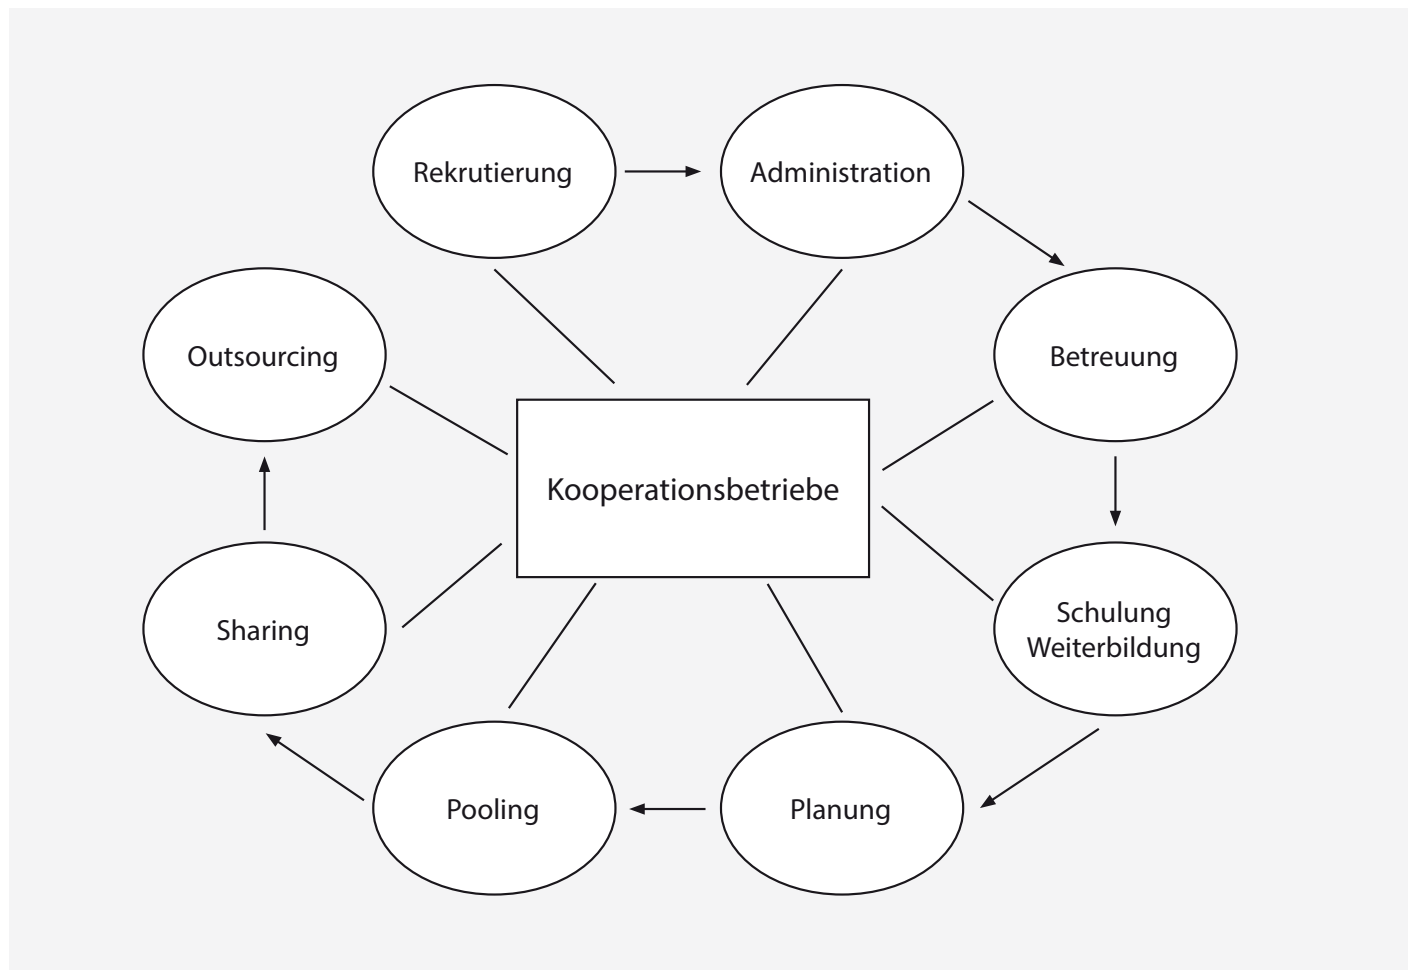 Rekrutierung
Administration
Outsourcing
Betreuung
Kooperationsbetriebe
Sharing
Schulung
Weiterbildung
Pooling
Planung